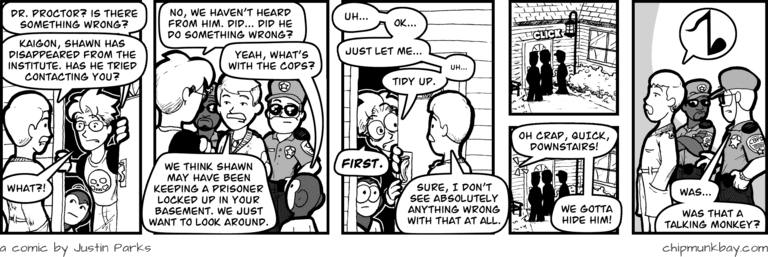 DR. PROCTOR? IS THERE
SOMETHING WRONG?
KAIGON, SHAWN HAS
DISAPPEARED FROM THE
INSTITUTE. HAS HE TRIED
CONTACTING YOU?
WHAT?!
NO, WE HAVEN'T HEARD
FROM HIM. DID... DID HE
DO SOMETHING WRONG?
YEAH, WHAT'S
WITH THE COPS?
WE THINK SHAWN
MAY HAVE BEEN
KEEPING A PRISONER
LOCKED UP IN YOUR
BASEMENT. WE JUST
WANT TO LOOK AROUND.
UH...
OK...
JUST LET ME...
UH...
TIDY UP.
FIRST.
SURE, I DON'T
SEE ABSOLUTELY
ANYTHING WRONG
WITH THAT AT ALL.
CLICK
OH CRAP, QUICK,
DOWNSTAIRS!
WE GOTTA
HIDE HIM!
WAS...
WAS THAT A
TALKING MONKEY?
a comic by Justin Parks
chipmunkbay.com